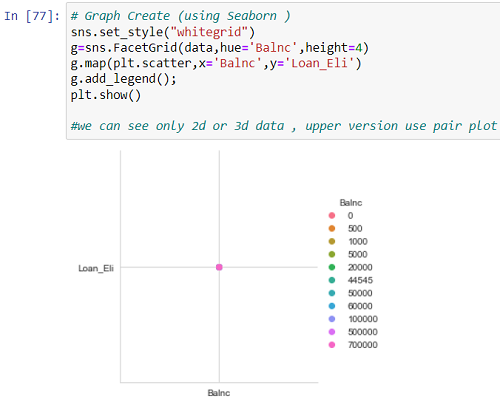 In [77]: # Graph Create (using Seaborn )
sns.set_style("whitegrid")
g=sns.FacetGrid(data,hue='Balnc',height=4)
g.map(plt.scatter,x='Balnc',y='Loan_Eli')
g.add_legend();
plt.show()
#we can see only 2d or 3d data , upper version use pair plot
Balnc
0
500
1000
5000
20000
44545
50000
60000
100000
500000
700000
Loan_Eli
Balnc